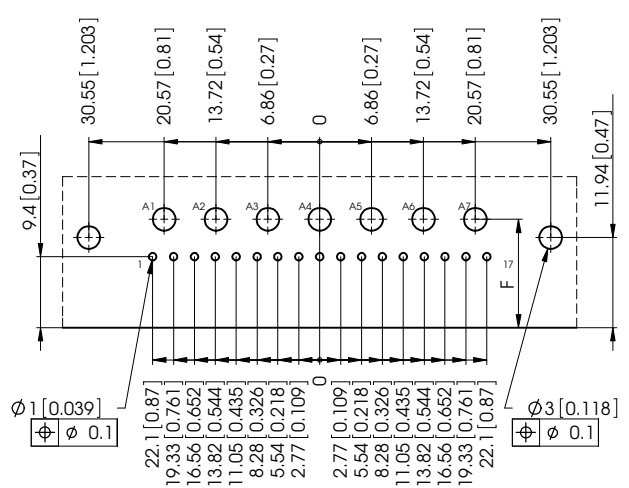 30.55 [1.203]
20.57 [0.81]
13.72 [0.54]
6.86 [0.27]
0
6.86 [0.27]
13.72 [0.54]
20.57 [0.81]
30.55 [1.203]
9.4 [0.37]
11.94 [0.47]
A1
A2
A3
A4
A5
A6
A7
1
17
F
0
Ø1 [0.039]
⌖ Ø 0.1
Ø3 [0.118]
⌖ Ø 0.1
22.1 [0.87]
19.33 [0.761]
16.56 [0.652]
13.82 [0.544]
11.05 [0.435]
8.28 [0.326]
5.54 [0.218]
2.77 [0.109]
2.77 [0.109]
5.54 [0.218]
8.28 [0.326]
11.05 [0.435]
13.82 [0.544]
16.56 [0.652]
19.33 [0.761]
22.1 [0.87]